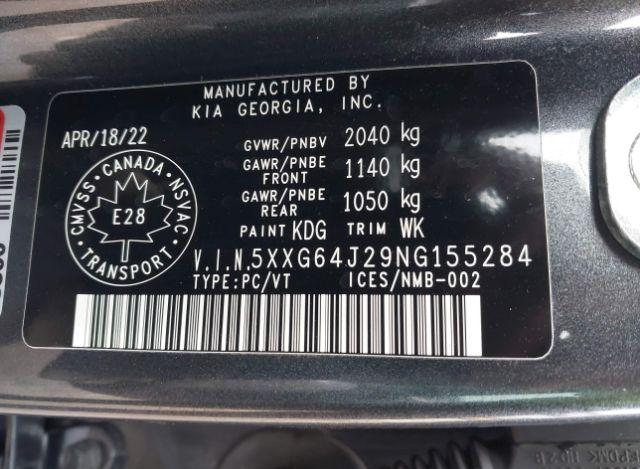 MANUFACTURED BY
KIA GEORGIA, INC.
APR/18/22
GVWR/PNBV 2040 kg
GAWR/PNBE FRONT 1140 kg
GAWR/PNBE REAR 1050 kg
PAINT KDG TRIM WK
CMVSS · CANADA · NSVAC
E28
TRANSPORT
V.I.N.5XXG64J29NG155284
TYPE:PC/VT ICES/NMB-002